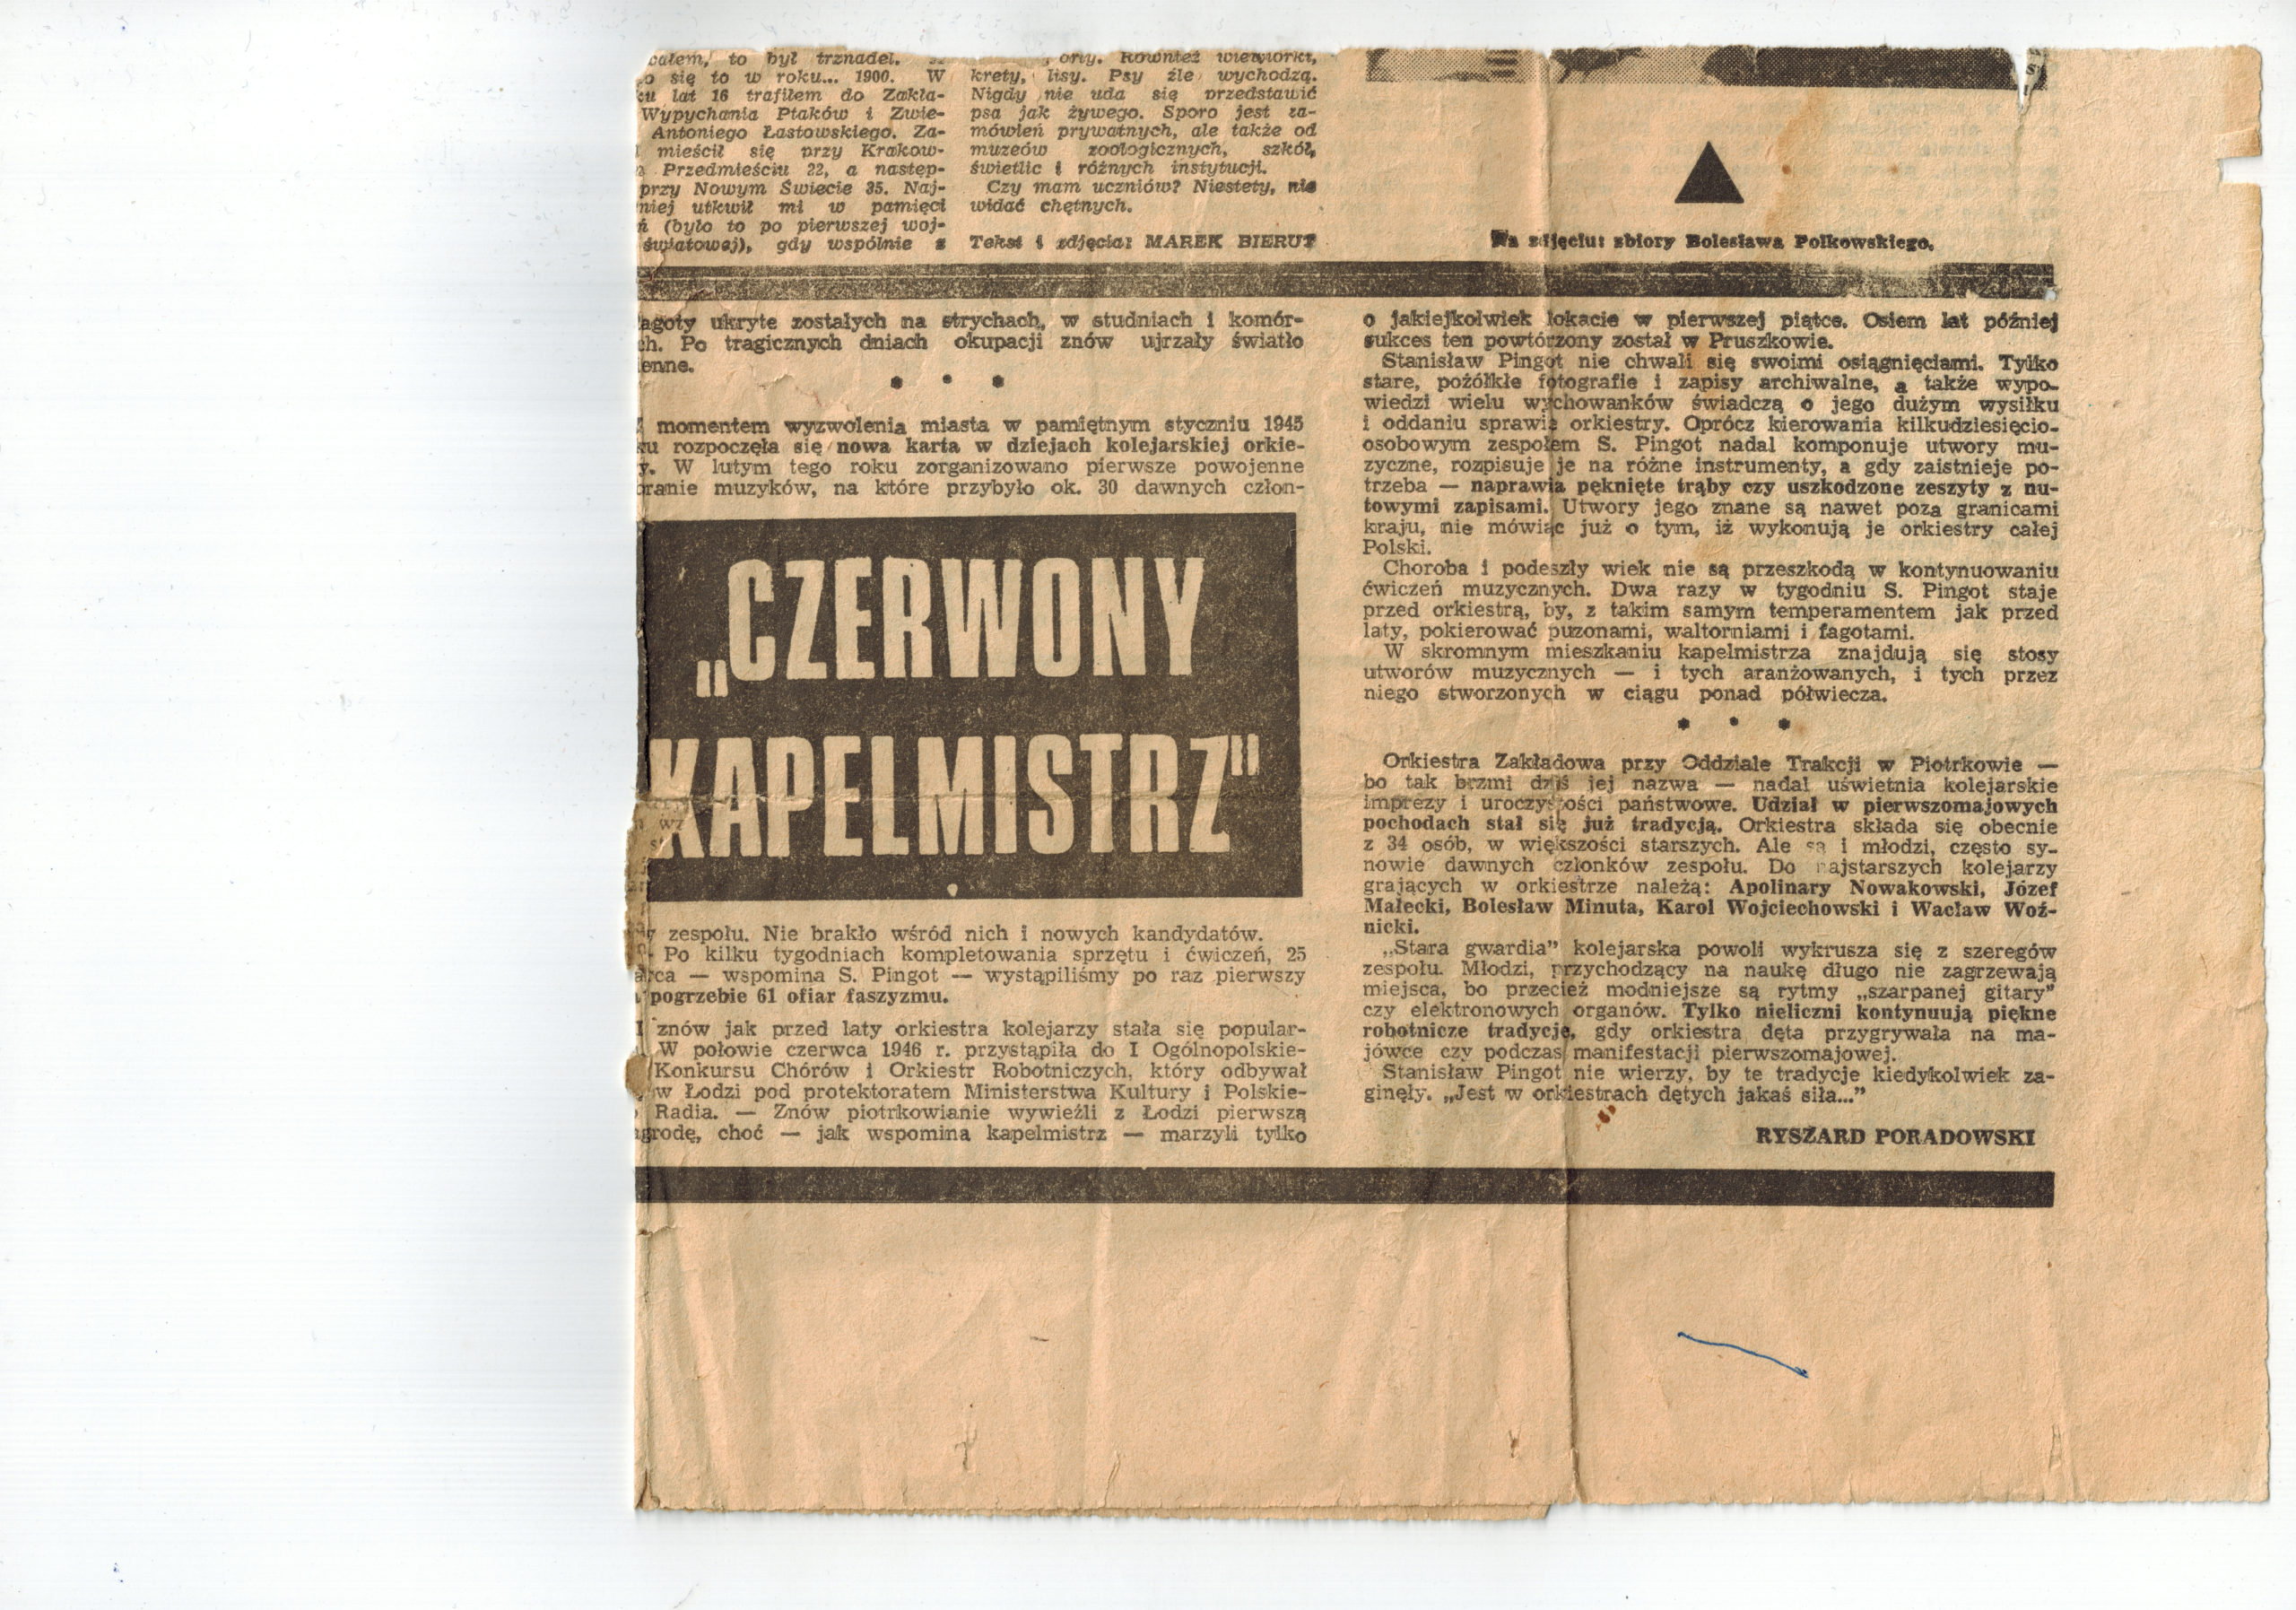 całem, to był trznadel.
się to w roku... 1900. W
lat 16 trafiłem do Zakła-
Wypychania Ptaków i Zwie-
Antoniego Łastowskiego. Za-
mieścił się przy Krakow-
Przedmieściu 22, a następ-
przy Nowym Świecie 35. Naj-
niej utkwił mi w pamięci
(było to po pierwszej woj-
światowej), gdy wspólnie z
orły. Również wiewiórki,
krety, lisy. Psy źle wychodzą.
Nigdy nie uda się przedstawić
psa jak żywego. Sporo jest za-
mówień prywatnych, ale także od
muzeów zoologicznych, szkół,
świetlic i różnych instytucji.
Czy mam uczniów? Niestety, nie
widać chętnych.
Tekst i zdjęcia: MAREK BIERUT
Na zdjęciu: zbiory Bolesława Polkowskiego.
agoty ukryte zostałych na strychach, w studniach i komór-
ch. Po tragicznych dniach okupacji znów ujrzały światło
enne.
* * *
momentem wyzwolenia miasta w pamiętnym styczniu 1945
ku rozpoczęła się nowa karta w dziejach kolejarskiej orkie-
y. W lutym tego roku zorganizowano pierwsze powojenne
branie muzyków, na które przybyło ok. 30 dawnych człon-
„CZERWONY
KAPELMISTRZ"
zespołu. Nie brakło wśród nich i nowych kandydatów.
Po kilku tygodniach kompletowania sprzętu i ćwiczeń, 25
arca — wspomina S. Pingot — wystąpiliśmy po raz pierwszy
pogrzebie 61 ofiar faszyzmu.
I znów jak przed laty orkiestra kolejarzy stała się popular-
W połowie czerwca 1946 r. przystąpiła do I Ogólnopolskie-
Konkursu Chórów i Orkiestr Robotniczych, który odbywał
w Łodzi pod protektoratem Ministerstwa Kultury i Polskie-
Radia. — Znów piotrkowianie wywieźli z Łodzi pierwszą
grodę, choć — jak wspomina kapelmistrz — marzyli tylko
o jakiejkolwiek lokacie w pierwszej piątce. Osiem lat później
sukces ten powtórzony został w Pruszkowie.
Stanisław Pingot nie chwali się swoimi osiągnięciami. Tylko
stare, pożółkłe fotografie i zapisy archiwalne, a także wypo-
wiedzi wielu wychowanków świadczą o jego dużym wysiłku
i oddaniu sprawie orkiestry. Oprócz kierowania kilkudziesięcio-
osobowym zespołem S. Pingot nadal komponuje utwory mu-
zyczne, rozpisuje je na różne instrumenty, a gdy zaistnieje po-
trzeba — naprawia pęknięte trąby czy uszkodzone zeszyty z nu-
towymi zapisami. Utwory jego znane są nawet poza granicami
kraju, nie mówiąc już o tym, iż wykonują je orkiestry całej
Polski.
Choroba i podeszły wiek nie są przeszkodą w kontynuowaniu
ćwiczeń muzycznych. Dwa razy w tygodniu S. Pingot staje
przed orkiestrą, by, z takim samym temperamentem jak przed
laty, pokierować puzonami, waltorniami i fagotami.
W skromnym mieszkaniu kapelmistrza znajdują się stosy
utworów muzycznych — i tych aranżowanych, i tych przez
niego stworzonych w ciągu ponad półwiecza.
* * *
Orkiestra Zakładowa przy Oddziale Trakcji w Piotrkowie —
bo tak brzmi dziś jej nazwa — nadal uświetnia kolejarskie
imprezy i uroczystości państwowe. Udział w pierwszomajowych
pochodach stał się już tradycją. Orkiestra składa się obecnie
z 34 osób, w większości starszych. Ale są i młodzi, często sy-
nowie dawnych członków zespołu. Do najstarszych kolejarzy
grających w orkiestrze należą: Apolinary Nowakowski, Józef
Małecki, Bolesław Minuta, Karol Wojciechowski i Wacław Woź-
nicki.
„Stara gwardia” kolejarska powoli wykrusza się z szeregów
zespołu. Młodzi, przychodzący na naukę długo nie zagrzewają
miejsca, bo przecież modniejsze są rytmy „szarpanej gitary”
czy elektronowych organów. Tylko nieliczni kontynuują piękne
robotnicze tradycje, gdy orkiestra dęta przygrywała na ma-
jówce czy podczas manifestacji pierwszomajowej.
Stanisław Pingot nie wierzy, by te tradycje kiedykolwiek za-
ginęły. „Jest w orkiestrach dętych jakaś siła...”
RYSZARD PORADOWSKI